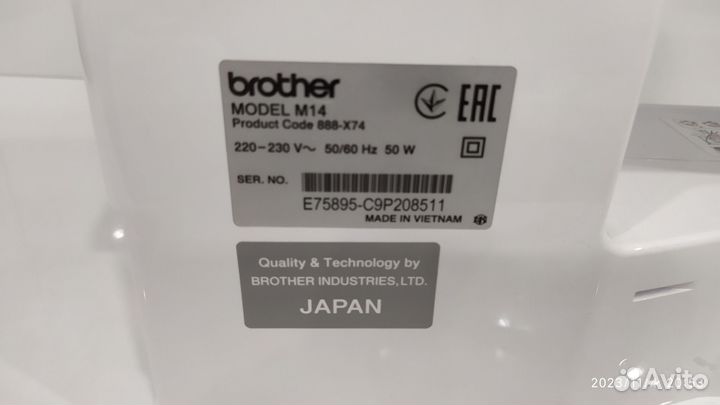 brother
MODEL M14
Product Code 888-X74
220-230 V~ 50/60 Hz 50 W
EAC
SER. NO.
E75895-C9P208511
MADE IN VIETNAM
Quality & Technology by
BROTHER INDUSTRIES, LTD.
JAPAN
Avito